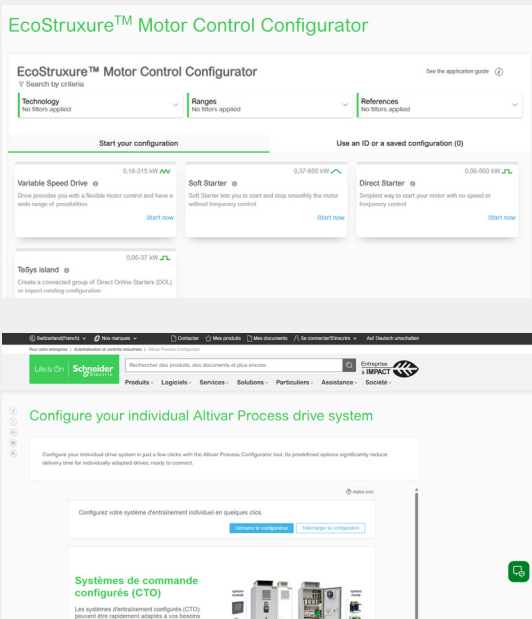 EcoStruxure™ Motor Control Configurator
EcoStruxure™ Motor Control Configurator
See the application guide
Search by criteria
Technology
No filters applied
Ranges
No filters applied
References
No filters applied
Start your configuration
Use an ID or a saved configuration (0)
0,18-315 kW
Variable Speed Drive
Drive provides you with a flexible motor control and have a
wide range of possibilities
Start now
0,37-950 kW
Soft Starter
Soft Starter lets you to start and stop smoothly the motor
without frequency control.
Start now
0,06-560 kW
Direct Starter
Simplest way to start your motor with no speed or
frequency control
Start now
0,06-37 kW
TeSys island
Create a connected group of Direct Online Starters (DOL)
or import existing configuration
Switzerland(French)
Nos marques
Contacter
Mes produits
Mes documents
Se connecter/S'inscrire
Auf Deutsch umschalten
Pour votre entreprise
Automatisation et contrôle industriels
Altivar Process Configurator
Life Is On
Schneider
Electric
Rechercher des produits, des documents et plus encore
Entreprise
à IMPACT
Produits
Logiciels
Services
Solutions
Particuliers
Assistance
Société
Configure your individual Altivar Process drive system
Configure your individual drive system in just a few clicks with the Altivar Process Configurator tool. Its predefined options significantly reduce
delivery time for individually adapted drives, ready to connect.
Aidez moi
Configurez votre système d'entraînement individuel en quelques clics.
Démarrer le configurateur
Télécharger la configuration
Systèmes de commande
configurés (CTO)
Les systèmes d'entraînement configurés (CTO)
peuvent être rapidement adaptés à vos besoins